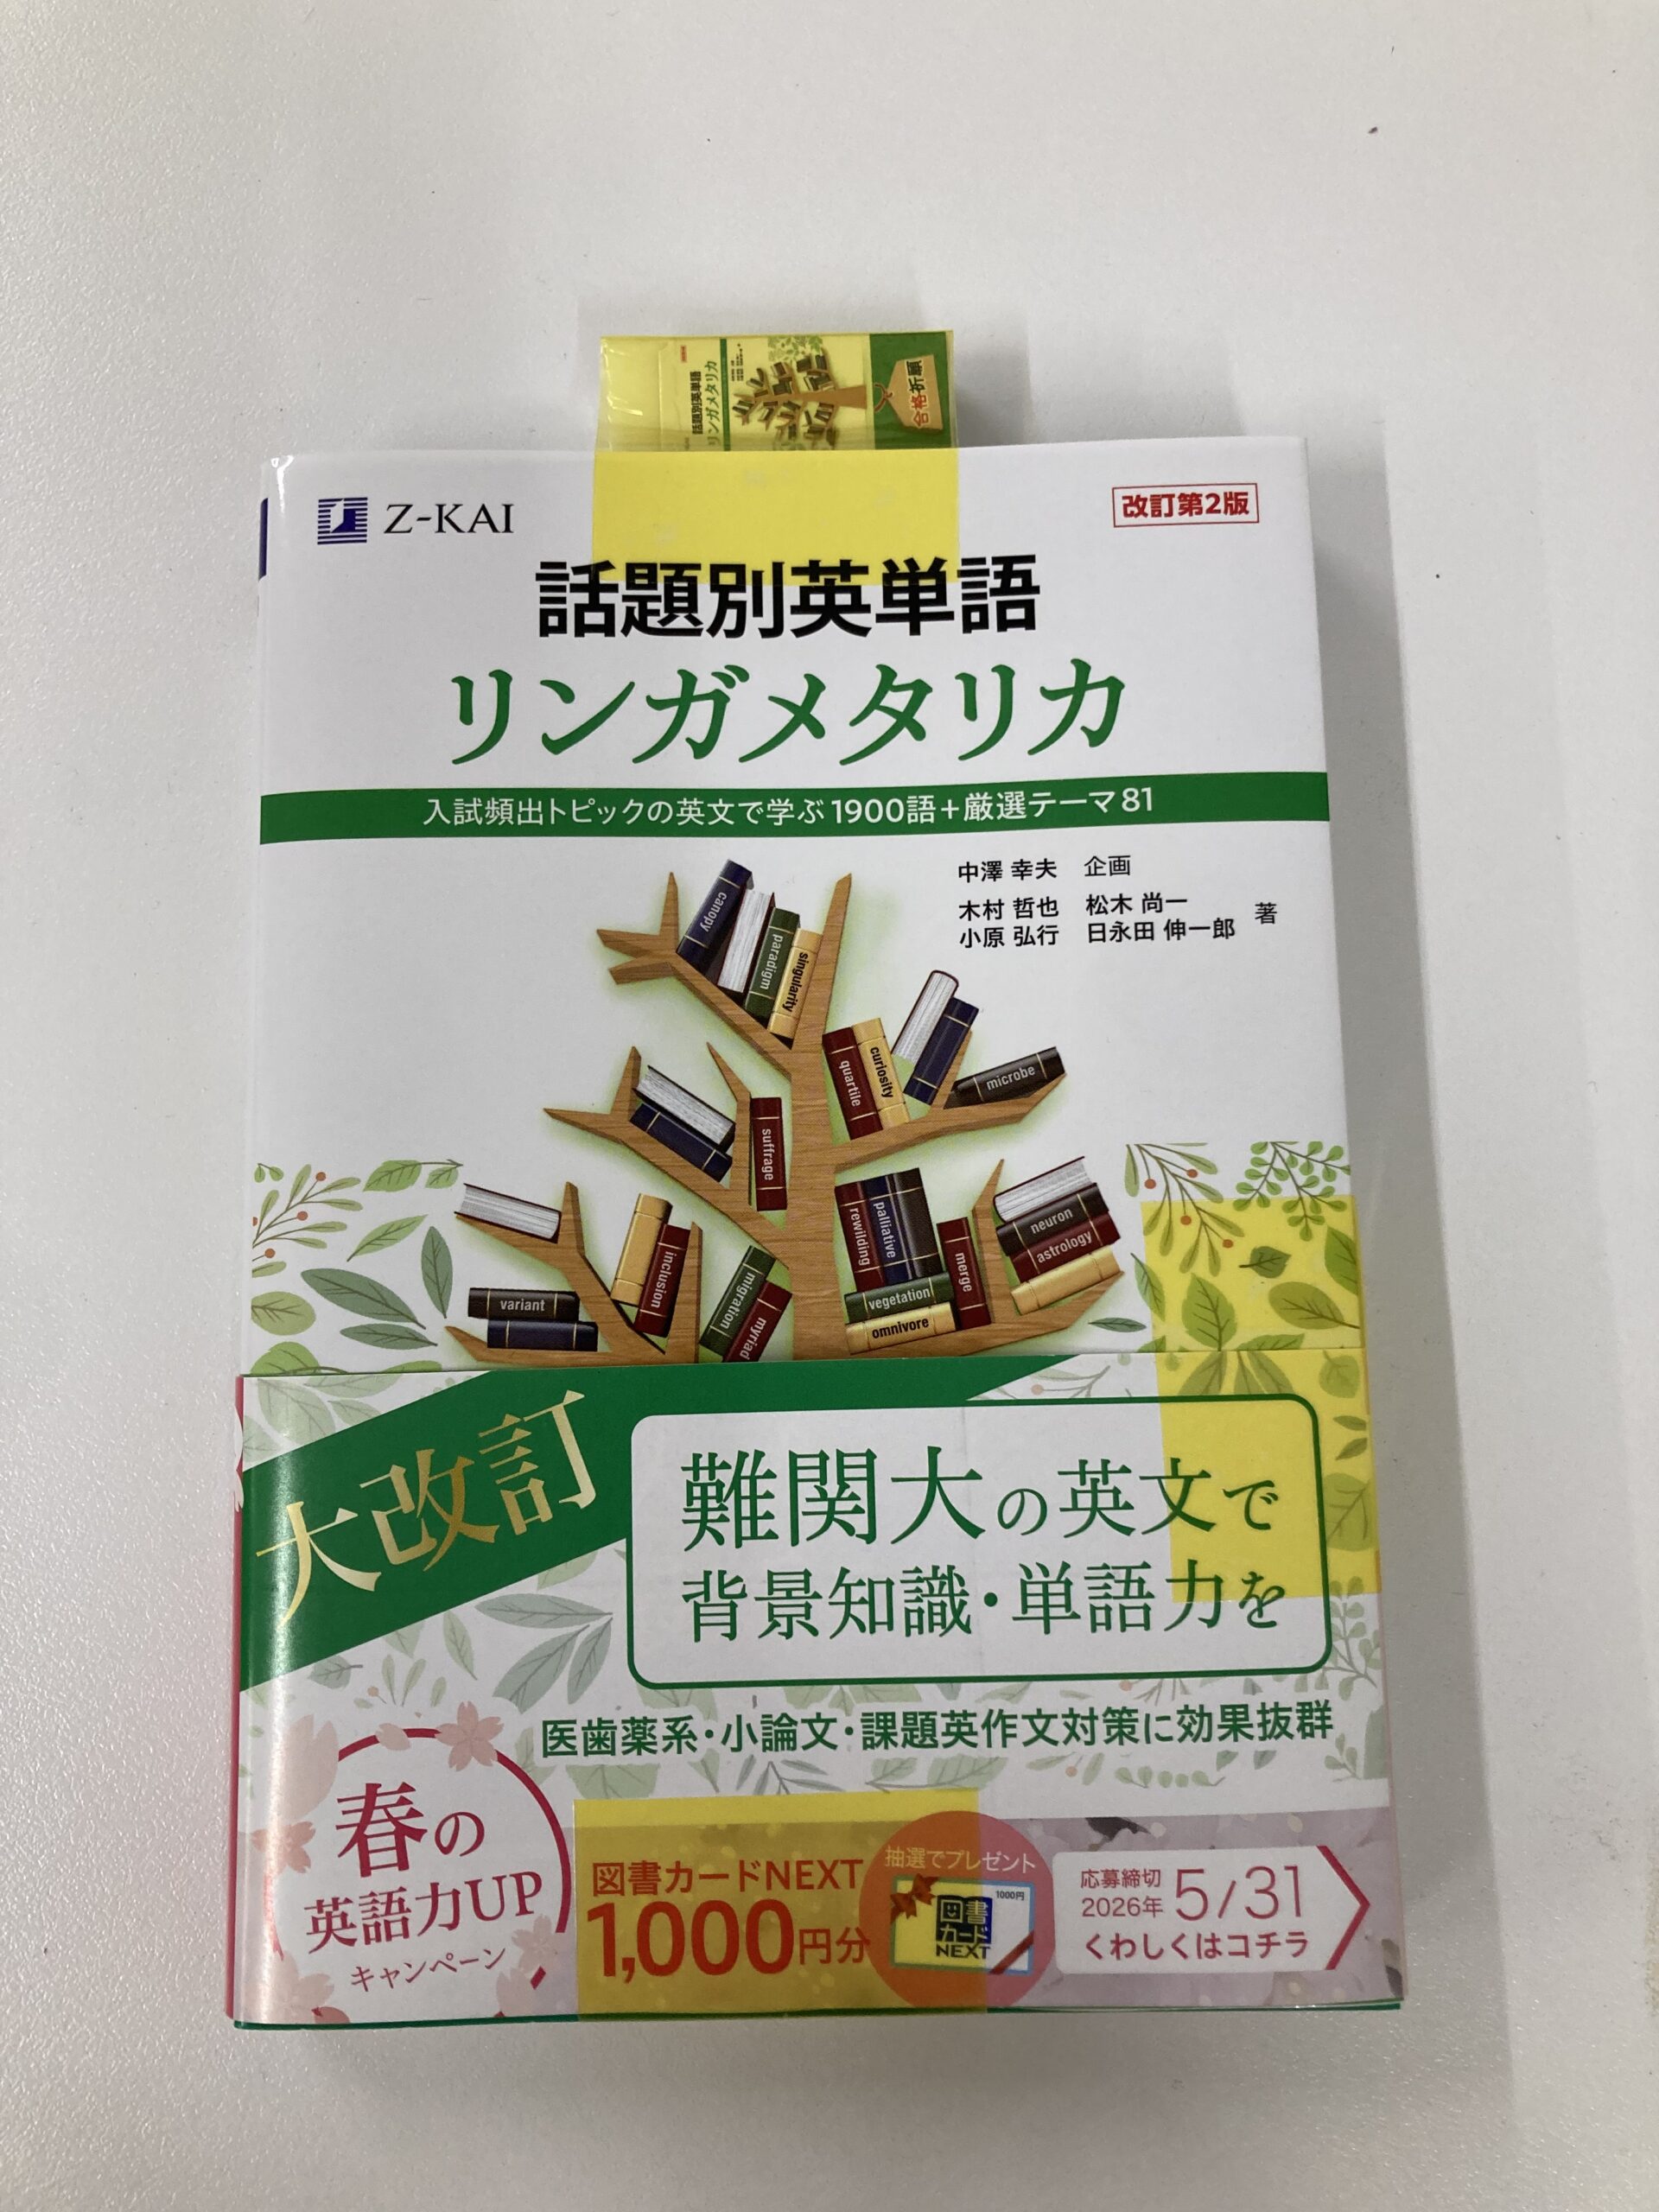 話題別英単語
リンガメタリカ
合格祈願
Z-KAI
改訂第2版
話題別英単語
リンガメタリカ
入試頻出トピックの英文で学ぶ1900語+厳選テーマ81
中澤 幸夫 企画
木村 哲也 松木 尚一
小原 弘行 日永田 伸一郎 著
canopy
paradigm
singularity
quartile
curiosity
microbe
suffrage
rewilding
palliative
neuron
astrology
merge
inclusion
migration
myriad
variant
vegetation
omnivore
大改訂
難関大の英文で
背景知識・単語力を
医歯薬系・小論文・課題英作文対策に効果抜群
春の
英語力UP
キャンペーン
図書カードNEXT
1,000円分
抽選でプレゼント
1000円
図書
カード
NEXT
応募締切
2026年 5/31
くわしくはコチラ